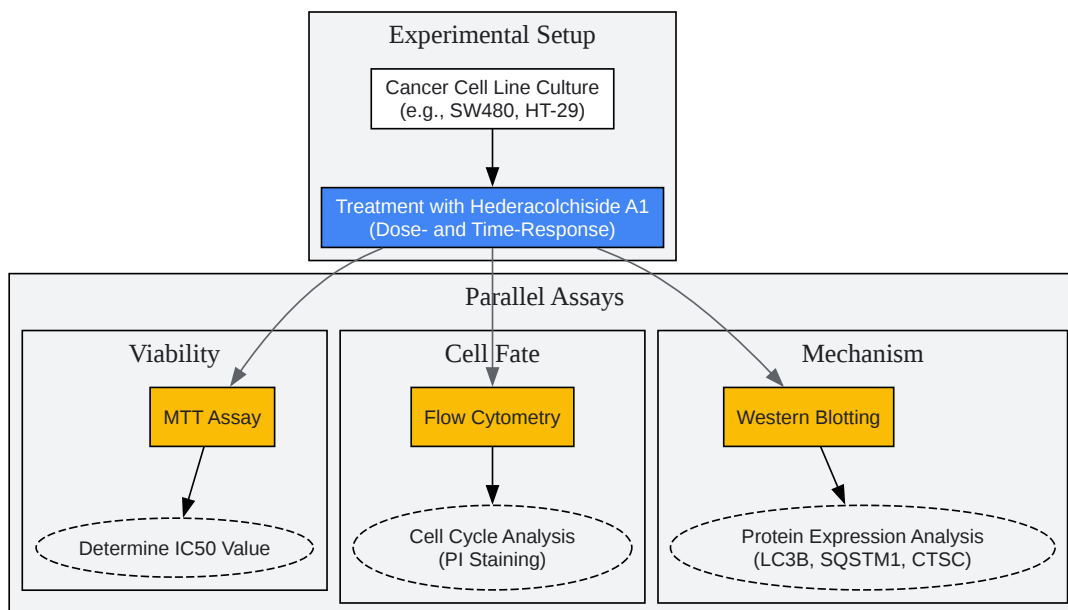 Experimental Setup
Cancer Cell Line Culture
(e.g., SW480, HT-29)
Treatment with Hederacolchiside A1
(Dose- and Time-Response)
Parallel Assays
Viability
Cell Fate
Mechanism
MTT Assay
Flow Cytometry
Western Blotting
Determine IC50 Value
Cell Cycle Analysis
(PI Staining)
Protein Expression Analysis
(LC3B, SQSTM1, CTSC)